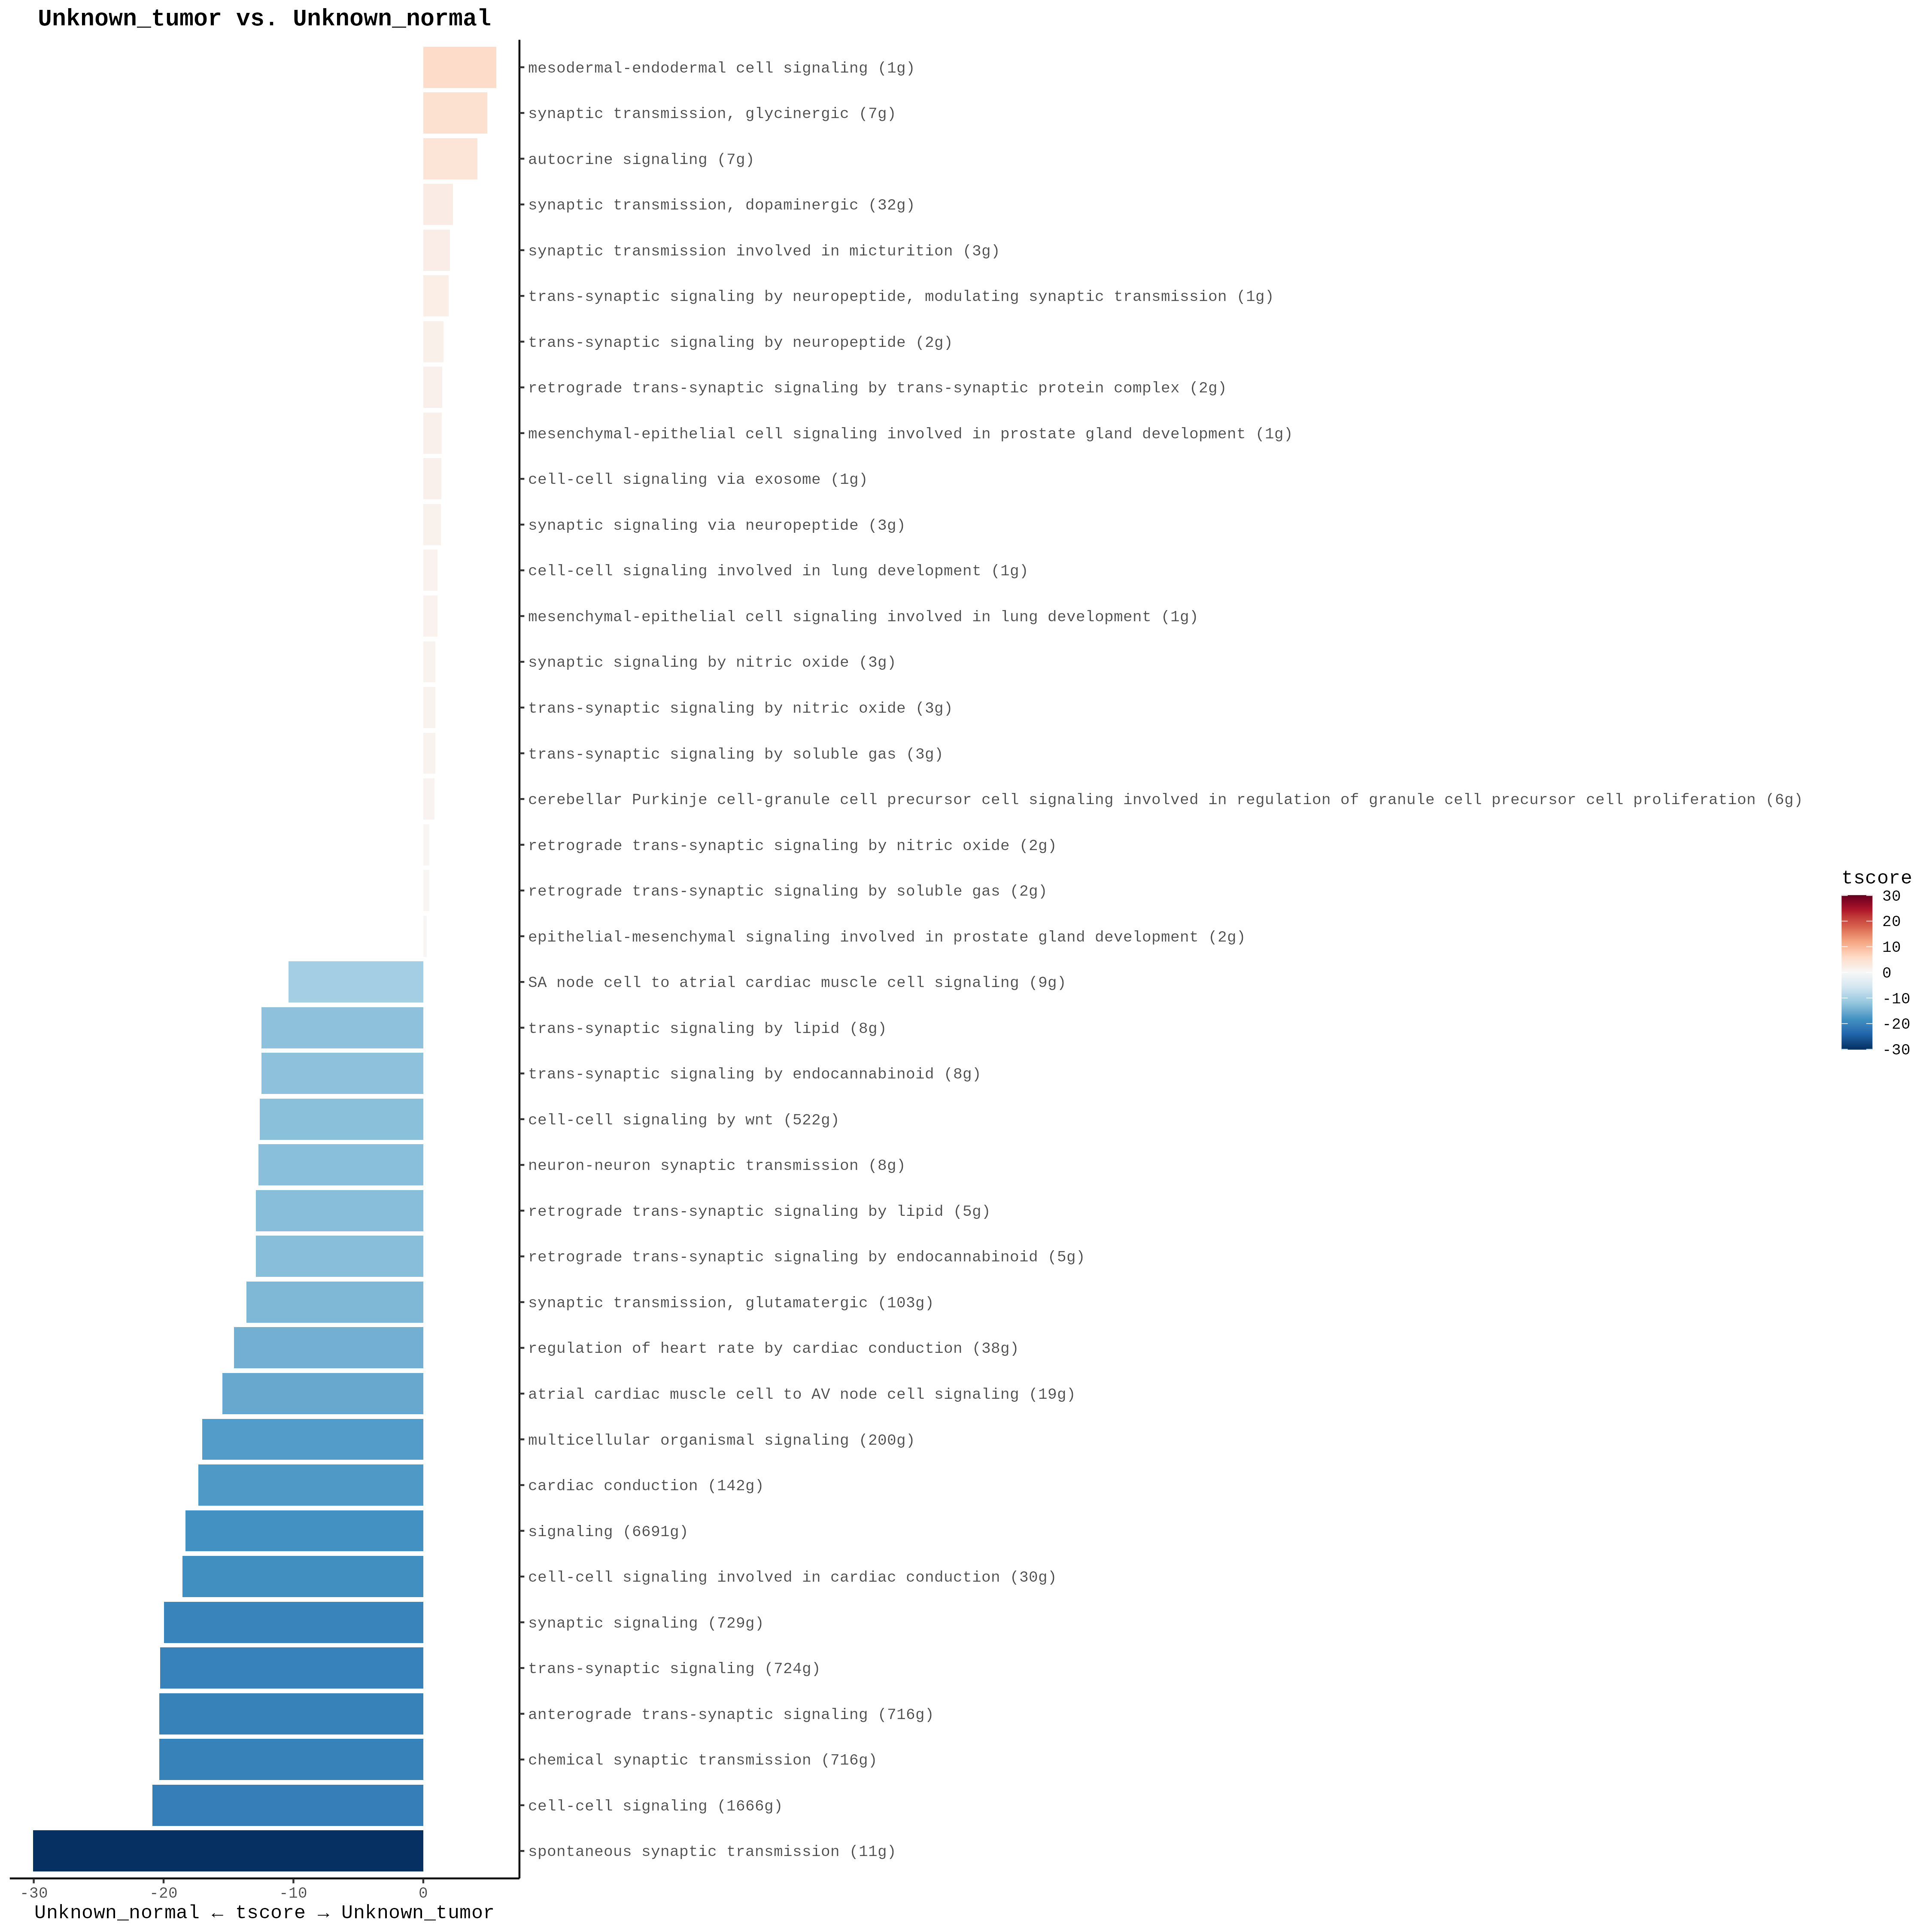 Unknown_tumor vs. Unknown_normal
mesodermal-endodermal cell signaling (1g)
synaptic transmission, glycinergic (7g)
autocrine signaling (7g)
synaptic transmission, dopaminergic (32g)
synaptic transmission involved in micturition (3g)
trans-synaptic signaling by neuropeptide, modulating synaptic transmission (1g)
trans-synaptic signaling by neuropeptide (2g)
retrograde trans-synaptic signaling by trans-synaptic protein complex (2g)
mesenchymal-epithelial cell signaling involved in prostate gland development (1g)
cell-cell signaling via exosome (1g)
synaptic signaling via neuropeptide (3g)
cell-cell signaling involved in lung development (1g)
mesenchymal-epithelial cell signaling involved in lung development (1g)
synaptic signaling by nitric oxide (3g)
trans-synaptic signaling by nitric oxide (3g)
trans-synaptic signaling by soluble gas (3g)
cerebellar Purkinje cell-granule cell precursor cell signaling involved in regulation of granule cell precursor cell proliferation (6g)
retrograde trans-synaptic signaling by nitric oxide (2g)
retrograde trans-synaptic signaling by soluble gas (2g)
epithelial-mesenchymal signaling involved in prostate gland development (2g)
SA node cell to atrial cardiac muscle cell signaling (9g)
trans-synaptic signaling by lipid (8g)
trans-synaptic signaling by endocannabinoid (8g)
cell-cell signaling by wnt (522g)
neuron-neuron synaptic transmission (8g)
retrograde trans-synaptic signaling by lipid (5g)
retrograde trans-synaptic signaling by endocannabinoid (5g)
synaptic transmission, glutamatergic (103g)
regulation of heart rate by cardiac conduction (38g)
atrial cardiac muscle cell to AV node cell signaling (19g)
multicellular organismal signaling (200g)
cardiac conduction (142g)
signaling (6691g)
cell-cell signaling involved in cardiac conduction (30g)
synaptic signaling (729g)
trans-synaptic signaling (724g)
anterograde trans-synaptic signaling (716g)
chemical synaptic transmission (716g)
cell-cell signaling (1666g)
spontaneous synaptic transmission (11g)
-30 -20 -10 0
Unknown_normal ← tscore → Unknown_tumor
tscore
30
20
10
0
-10
-20
-30